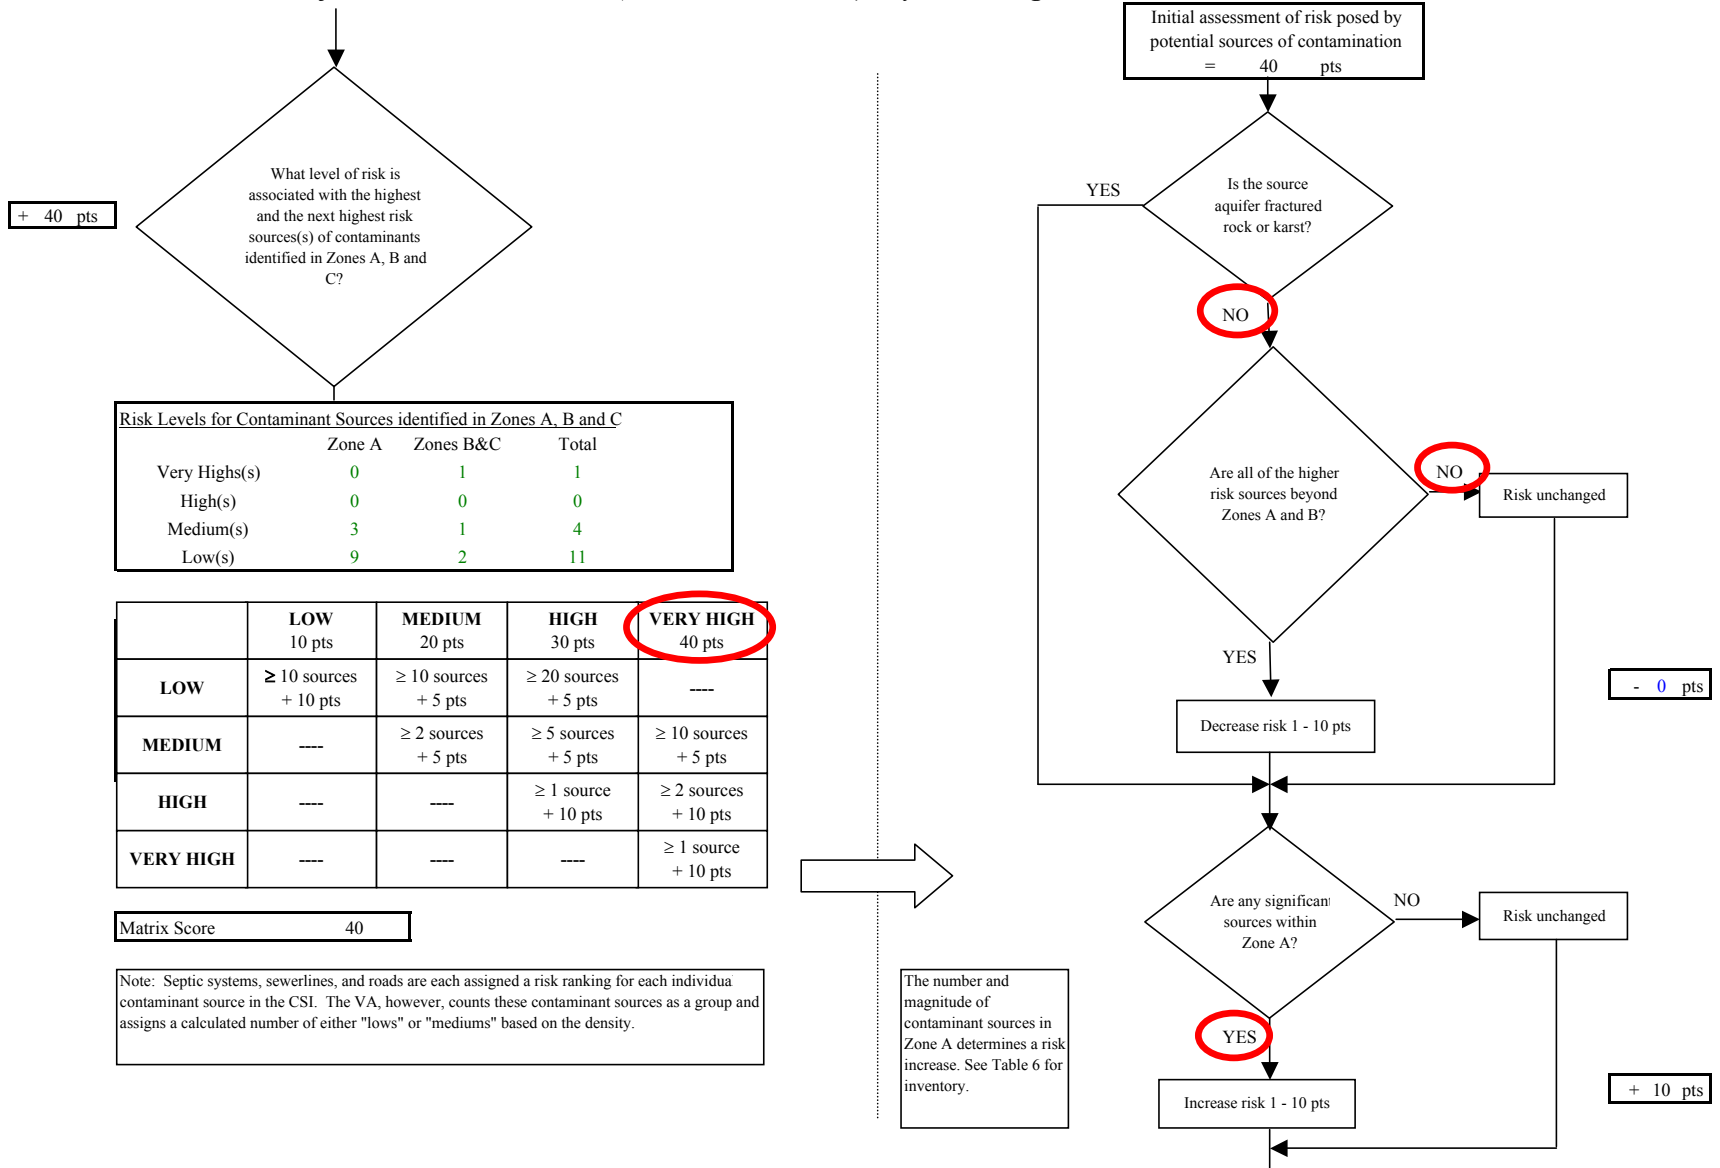 What level of risk is
associated with the highest
and the next highest risk
sources(s) of contaminants
identified in Zones A, B and
C?
+ 40 pts
Risk Levels for Contaminant Sources identified in Zones A, B and C
Zone A Zones B&C Total
Very Highs(s) 0 1 1
High(s) 0 0 0
Medium(s) 3 1 4
Low(s) 9 2 11
LOW MEDIUM HIGH VERY HIGH
10 pts 20 pts 30 pts 40 pts
LOW ≥ 10 sources ≥ 10 sources ≥ 20 sources ----
+ 10 pts + 5 pts + 5 pts
MEDIUM ---- ≥ 2 sources ≥ 5 sources ≥ 10 sources
+ 5 pts + 5 pts + 5 pts
HIGH ---- ---- ≥ 1 source ≥ 2 sources
+ 10 pts + 10 pts
VERY HIGH ---- ---- ---- ≥ 1 source
+ 10 pts
Matrix Score 40
Note: Septic systems, sewerlines, and roads are each assigned a risk ranking for each individua
contaminant source in the CSI. The VA, however, counts these contaminant sources as a group and
assigns a calculated number of either "lows" or "mediums" based on the density.
Initial assessment of risk posed by
potential sources of contamination
= 40 pts
YES
Is the source
aquifer fractured
rock or karst?
NO
Are all of the higher
risk sources beyond
Zones A and B?
NO
Risk unchanged
YES
- 0 pts
Decrease risk 1 - 10 pts
Are any significant
sources within
Zone A?
NO
Risk unchanged
The number and
magnitude of
contaminant sources in
Zone A determines a risk
increase. See Table 6 for
inventory.
YES
+ 10 pts
Increase risk 1 - 10 pts